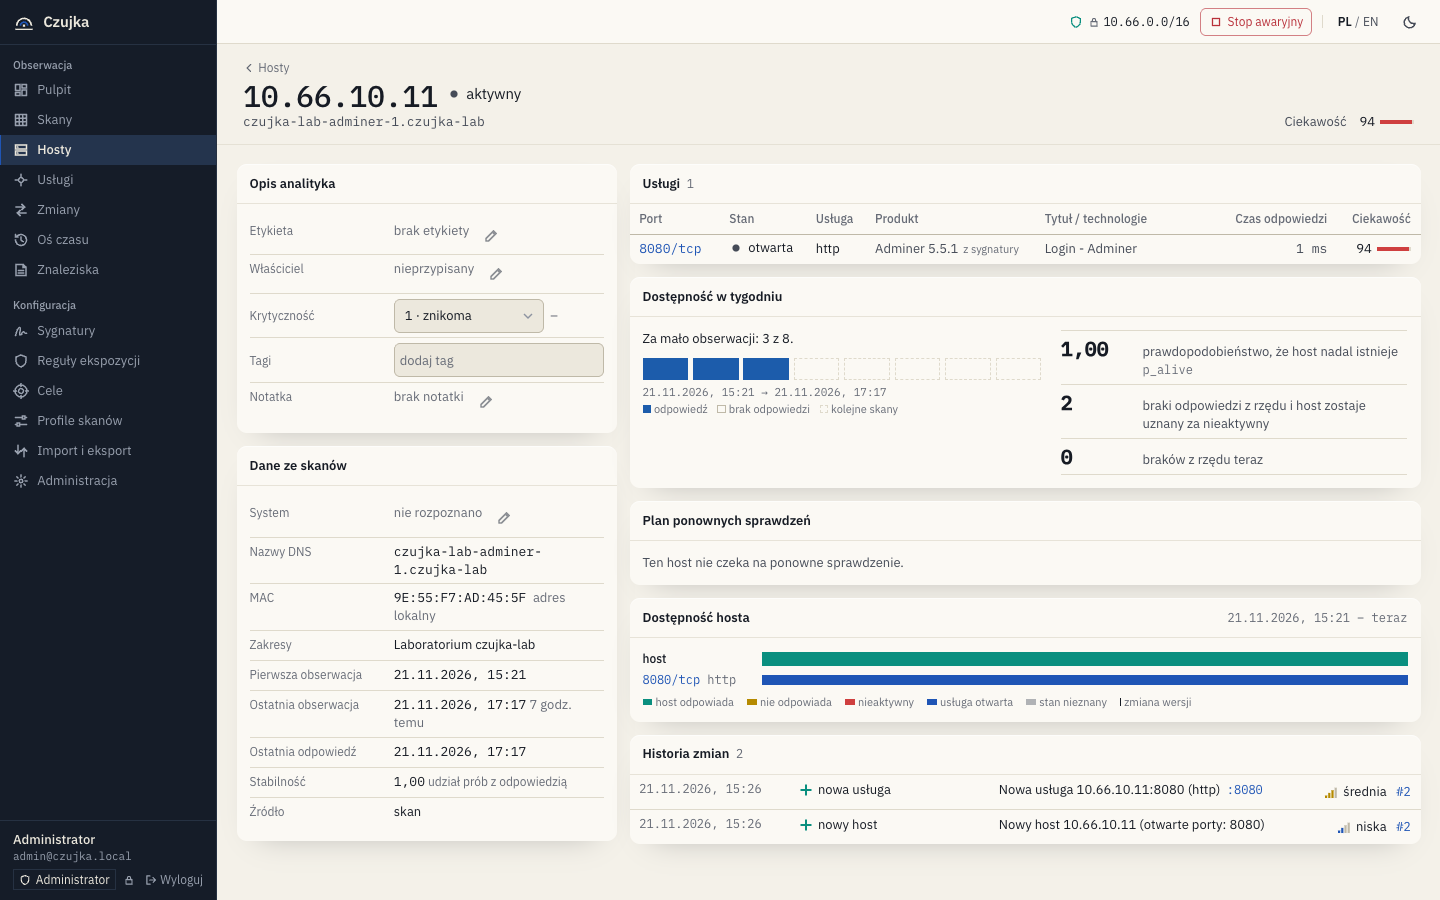 Czujka
Obserwacja
Pulpit
Skany
Hosty
Usługi
Zmiany
Oś czasu
Znaleziska
Konfiguracja
Sygnatury
Reguły ekspozycji
Cele
Profile skanów
Import i eksport
Administracja
Administrator
admin@czujka.local
Administrator
Wyloguj
10.66.0.0/16
Stop awaryjny
PL / EN
Hosty
10.66.10.11 aktywny
czujka-lab-adminer-1.czujka-lab
Ciekawość 94
Opis analityka
Etykieta brak etykiety
Właściciel nieprzypisany
Krytyczność 1 · znikoma –
Tagi dodaj tag
Notatka brak notatki
Dane ze skanów
System nie rozpoznano
Nazwy DNS czujka-lab-adminer-
1.czujka-lab
MAC 9E:55:F7:AD:45:5F adres
lokalny
Zakresy Laboratorium czujka-lab
Pierwsza obserwacja 21.11.2026, 15:21
Ostatnia obserwacja 21.11.2026, 17:17 7 godz.
temu
Ostatnia odpowiedź 21.11.2026, 17:17
Stabilność 1,00 udział prób z odpowiedzią
Źródło skan
Usługi 1
Port Stan Usługa Produkt Tytuł / technologie Czas odpowiedzi Ciekawość
8080/tcp otwarta http Adminer 5.5.1 z sygnatury Login - Adminer 1 ms 94
Dostępność w tygodniu
Za mało obserwacji: 3 z 8.
21.11.2026, 15:21 → 21.11.2026, 17:17
odpowiedź brak odpowiedzi kolejne skany
1,00 prawdopodobieństwo, że host nadal istnieje
p_alive
2 braki odpowiedzi z rzędu i host zostaje
uznany za nieaktywny
0 braków z rzędu teraz
Plan ponownych sprawdzeń
Ten host nie czeka na ponowne sprawdzenie.
Dostępność hosta 21.11.2026, 15:21 – teraz
host
8080/tcp http
host odpowiada nie odpowiada nieaktywny usługa otwarta stan nieznany zmiana wersji
Historia zmian 2
21.11.2026, 15:26 nowa usługa Nowa usługa 10.66.10.11:8080 (http) :8080 średnia #2
21.11.2026, 15:26 nowy host Nowy host 10.66.10.11 (otwarte porty: 8080) niska #2